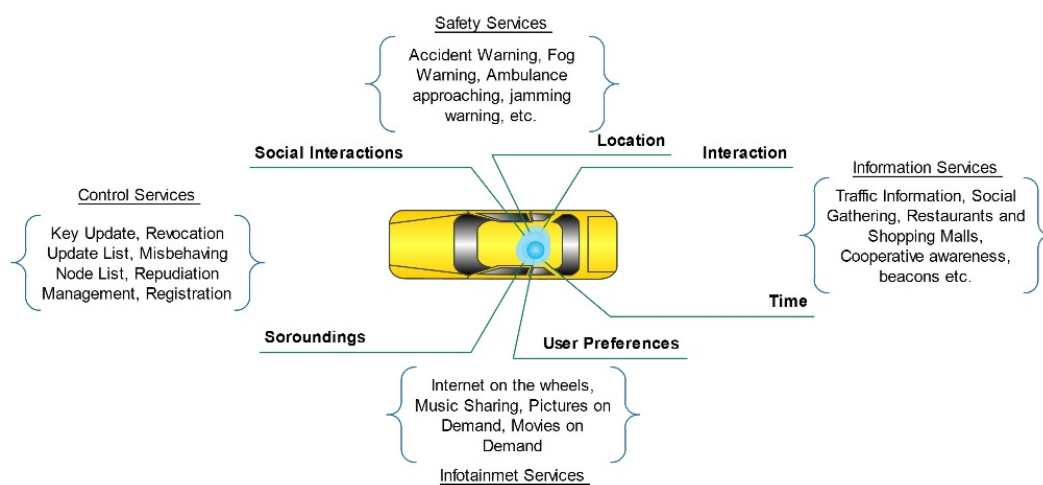 Safety Services
Accident Warning, Fog
Warning, Ambulance
approaching, jamming
warning, etc.
Location
Social Interactions
Interaction
Information Services
Traffic Information, Social
Gathering, Restaurants and
Shopping Malls,
Cooperative awareness,
beacons etc.
Control Services
Key Update, Revocation
Update List, Misbehaving
Node List, Repudiation
Management, Registration
Time
Soroundings
User Preferences
Internet on the wheels,
Music Sharing, Pictures on
Demand, Movies on
Demand
Infotainmet Services